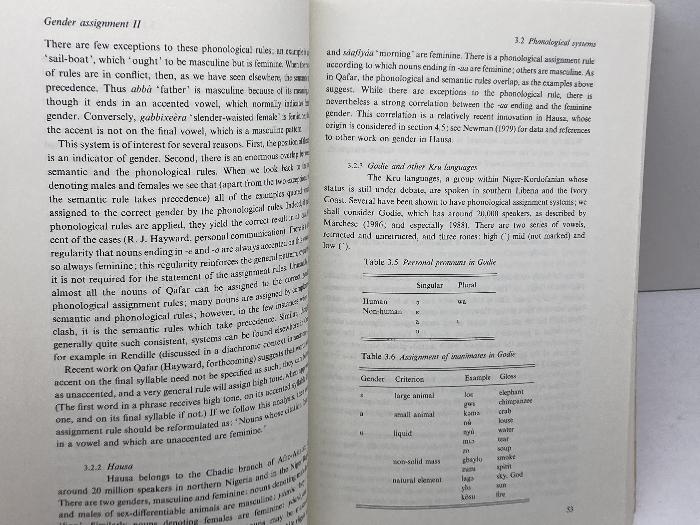 Gender assignment II
There are few exceptions to these phonological rules; an
'sail-boat', which 'ought' to be masculine but is feminine.
of rules are in conflict, then, as we have seen elsewhere, the
precedence. Thus abbà 'father' is masculine because of its
though it ends in an accented vowel, which normally
gender. Conversely, gabbixeèra 'slender-waisted female' is
the accent is not on the final vowel, which is a masculine pattern.
This system is of interest for several reasons. First, the position of
is an indicator of gender. Second, there is an enormous overlap
semantic and the phonological rules. When we look back
denoting males and females we see that (apart from the two
the semantic rule takes precedence) all of the examples
assigned to the correct gender by the phonological rules.
phonological rules are applied, they yield the correct result
cent of the cases (R. J. Hayward, personal communication).
regularity that nouns ending in -e and -o are always accented
so always feminine; this regularity reinforces the general
it is not required for the statement of the assignment rules.
almost all the nouns of Qafar can be assigned to the
phonological assignment rules; many nouns are assigned by
semantic and phonological rules; however, in the few instances
clash, it is the semantic rules which take precedence.
generally quite such consistent, systems can be found elsewhere
for example in Rendille (discussed in a diachronic context in
Recent work on Qafar (Hayward, forthcoming) suggests that
accent on the final syllable need not be specified as such; they
as unaccented, and a very general rule will assign high tone
(The first word in a phrase receives high tone, on its accented syllable
one, and on its final syllable if not.) If we follow this analysis,
assignment rule should be reformulated as: 'Nouns whose
in a vowel and which are unaccented are feminine.'
3.2.2 Hausa
Hausa belongs to the Chadic branch of
around 20 million speakers in northern Nigeria and in the
There are two genders, masculine and feminine; nouns denoting
and males of sex-differentiable animals are masculine;
nouns denoting females are feminine;
3.2 Phonological systems
and sáafíyáa 'morning' are feminine. There is a phonological assignment rule
according to which nouns ending in -aa are feminine; others are masculine. As
in Qafar, the phonological and semantic rules overlap, as the examples above
suggest. While there are exceptions to the phonological rule, there is
nevertheless a strong correlation between the -aa ending and the feminine
gender. This correlation is a relatively recent innovation in Hausa, whose
origin is considered in section 4.5; see Newman (1979) for data and references
to other work on gender in Hausa.
3.2.3 Godie and other Kru languages
The Kru languages, a group within Niger-Kordofanian whose
status is still under debate, are spoken in southern Liberia and the Ivory
Coast. Several have been shown to have phonological assignment systems; we
shall consider Godie, which has around 20,000 speakers, as described by
Marchese (1986; and especially 1988). There are two series of vowels,
retracted and unretracted, and three tones: high (´) mid (not marked) and
low (`).
Table 3.5 Personal pronouns in Godie
Singular Plural
Human
Non-human
Table 3.6 Assignment of inanimates in Godie
Gender Criterion Example Gloss
large animal elephant
chimpanzee
a small animal kama crab
louse
u liquid nyú water
tear
soup
non-solid mass gbaylo smoke
spirit
natural element lago sky, God
sun
kosu fire
53